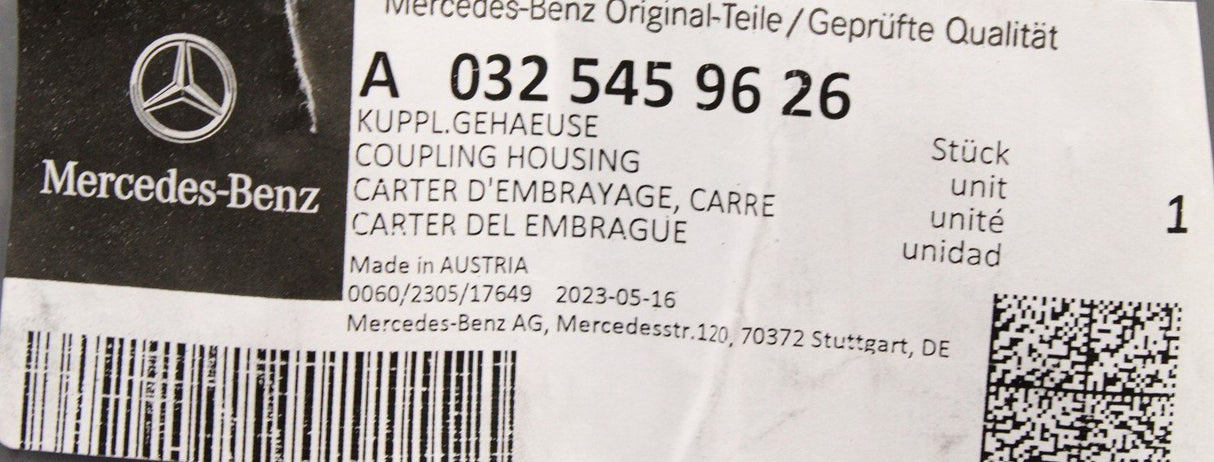 Mercedes-Benz Original-Teile/Geprüfte Qualität
A 032 545 96 26
KUPPL.GEHAEUSE
COUPLING HOUSING
CARTER D'EMBRAYAGE, CARRE
CARTER DEL EMBRAGUE
Stück
unit
unité
unidad
1
Mercedes-Benz
Made in AUSTRIA
0060/2305/17649 2023-05-16
Mercedes-Benz AG, Mercedesstr.120, 70372 Stuttgart, DE